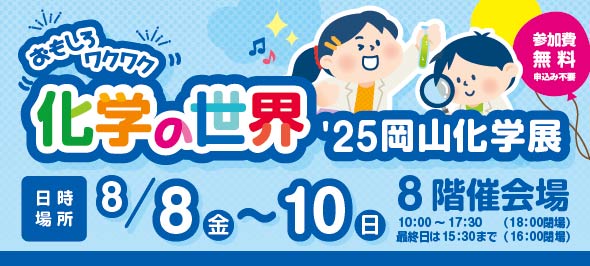 おもしろ
ワクワク
化学の世界
'25岡山化学展
参加費
無料
申込み不要
日時
場所
8/8金〜10日
8階催会場
10:00〜17:30 (18:00閉場)
最終日は15:30まで (16:00閉場)